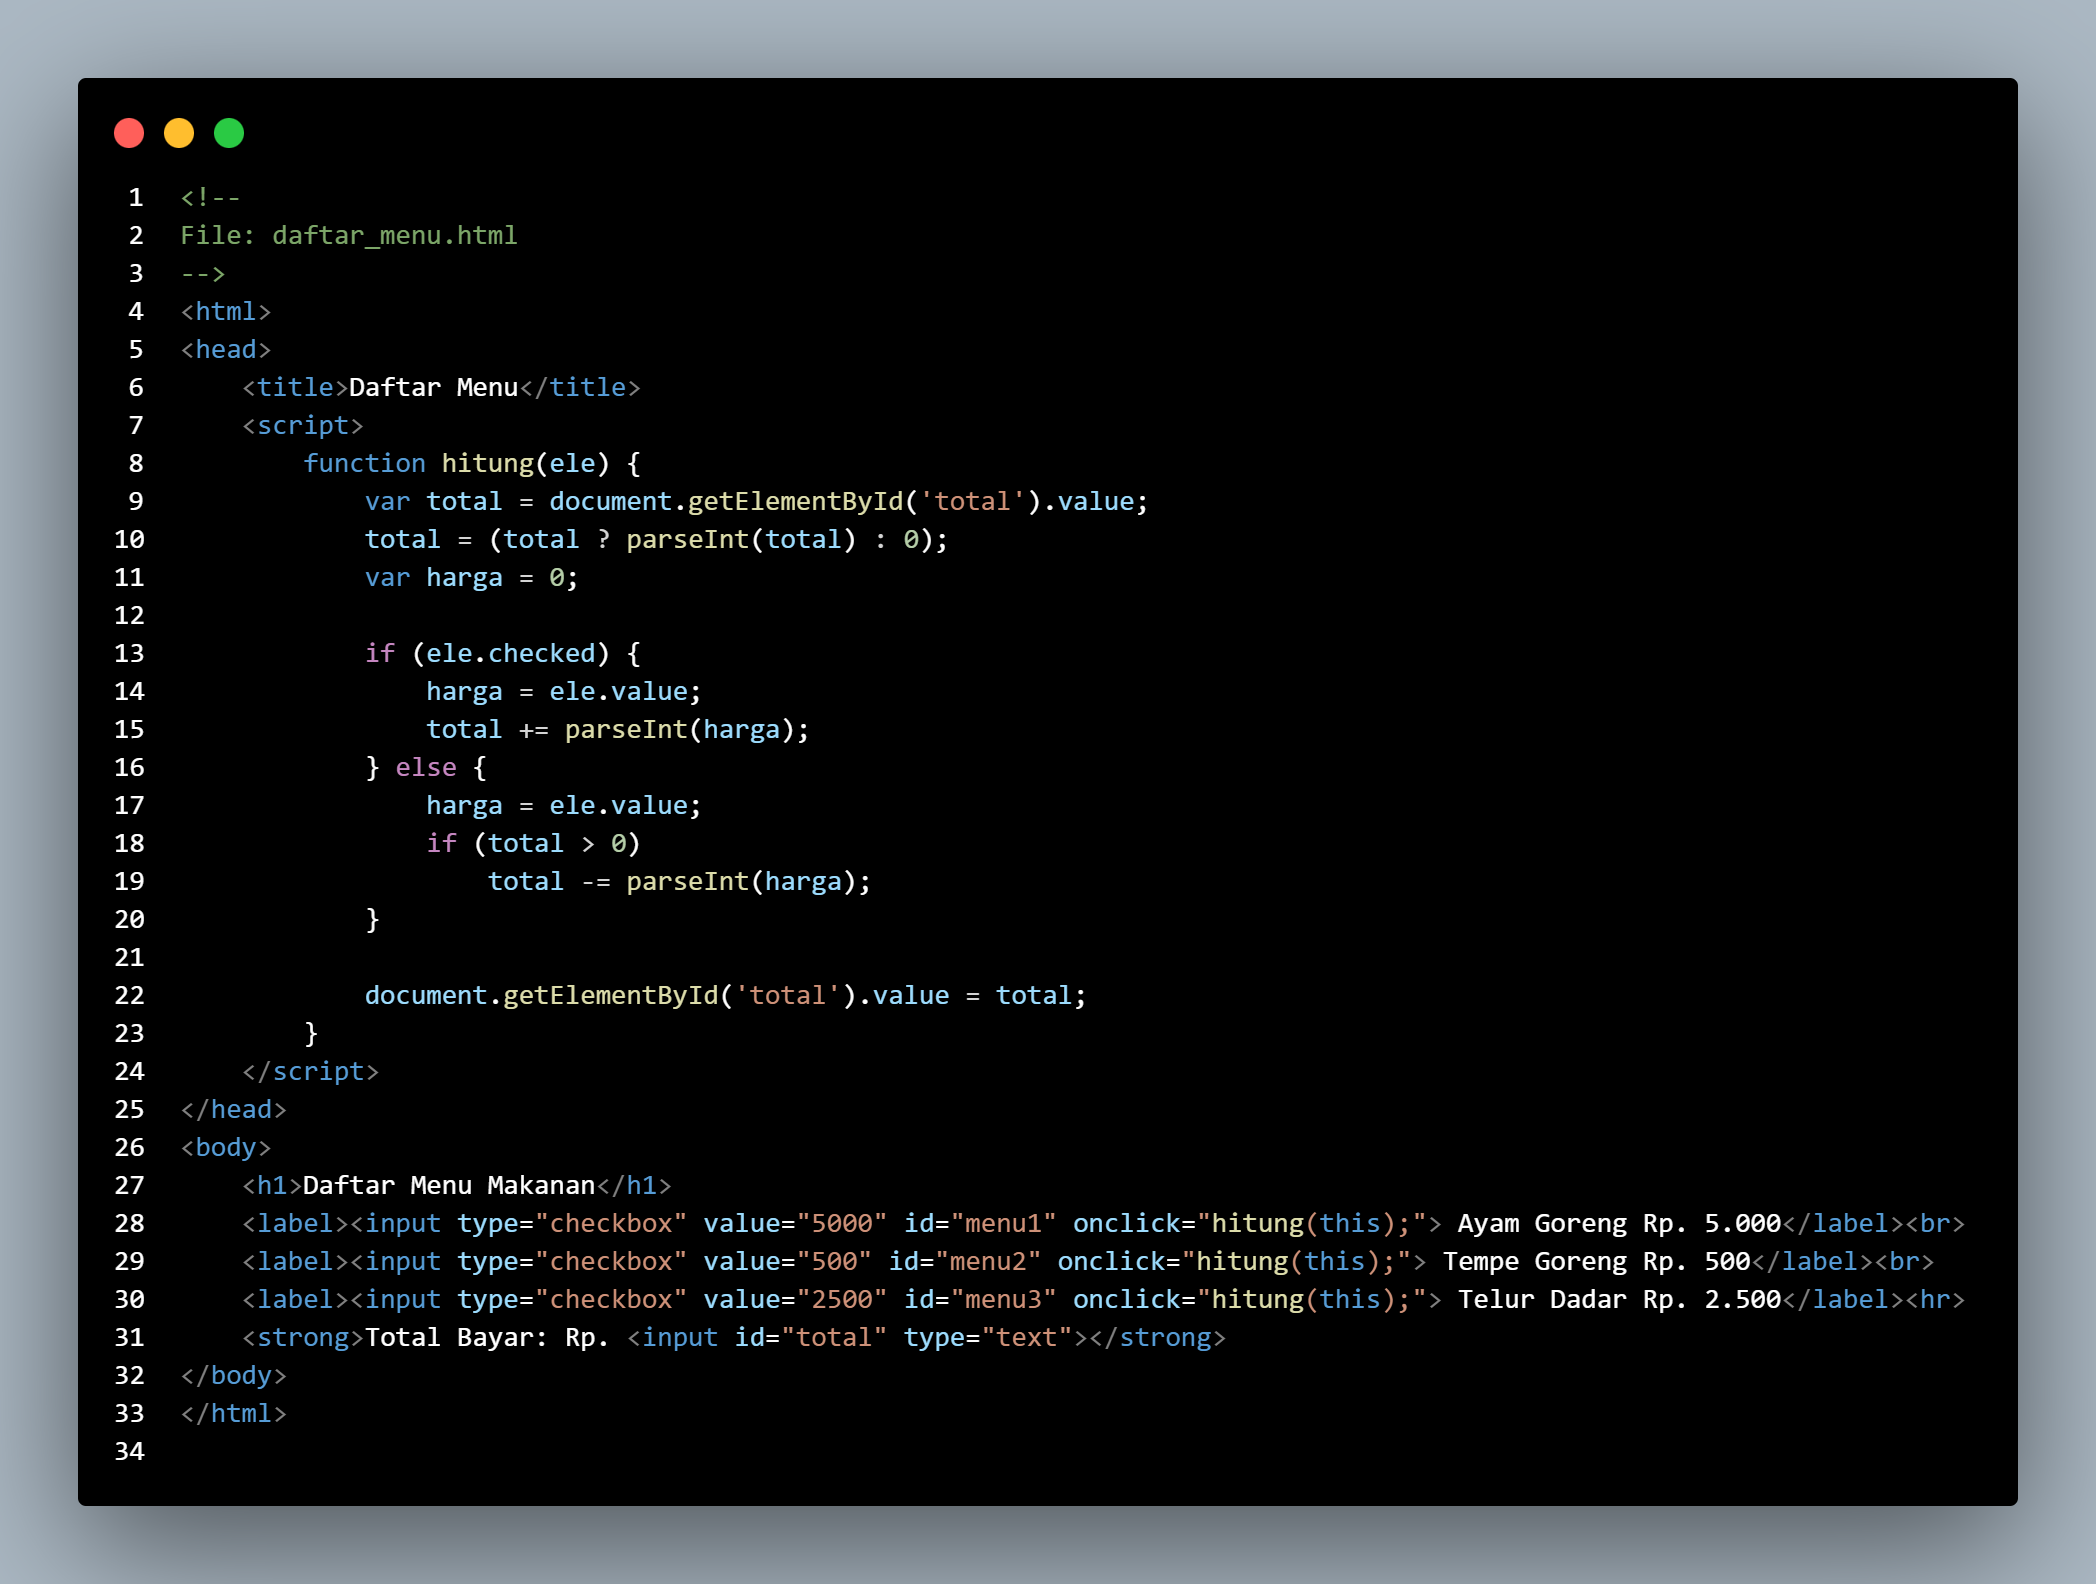 1 <!--
2 File: daftar_menu.html
3 -->
4 <html>
5 <head>
6     <title>Daftar Menu</title>
7     <script>
8         function hitung(ele) {
9             var total = document.getElementById('total').value;
10             total = (total ? parseInt(total) : 0);
11             var harga = 0;
12
13             if (ele.checked) {
14                 harga = ele.value;
15                 total += parseInt(harga);
16             } else {
17                 harga = ele.value;
18                 if (total > 0)
19                     total -= parseInt(harga);
20             }
21
22             document.getElementById('total').value = total;
23         }
24     </script>
25 </head>
26 <body>
27     <h1>Daftar Menu Makanan</h1>
28     <label><input type="checkbox" value="5000" id="menu1" onclick="hitung(this);"> Ayam Goreng Rp. 5.000</label><br>
29     <label><input type="checkbox" value="500" id="menu2" onclick="hitung(this);"> Tempe Goreng Rp. 500</label><br>
30     <label><input type="checkbox" value="2500" id="menu3" onclick="hitung(this);"> Telur Dadar Rp. 2.500</label><hr>
31     <strong>Total Bayar: Rp. <input id="total" type="text"></strong>
32 </body>
33 </html>
34